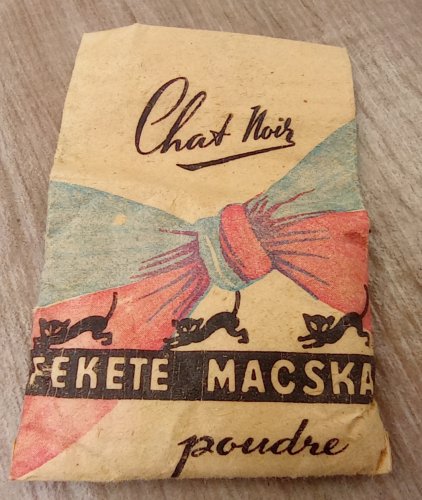 Chat Noir
FEKETE MACSKA
poudre